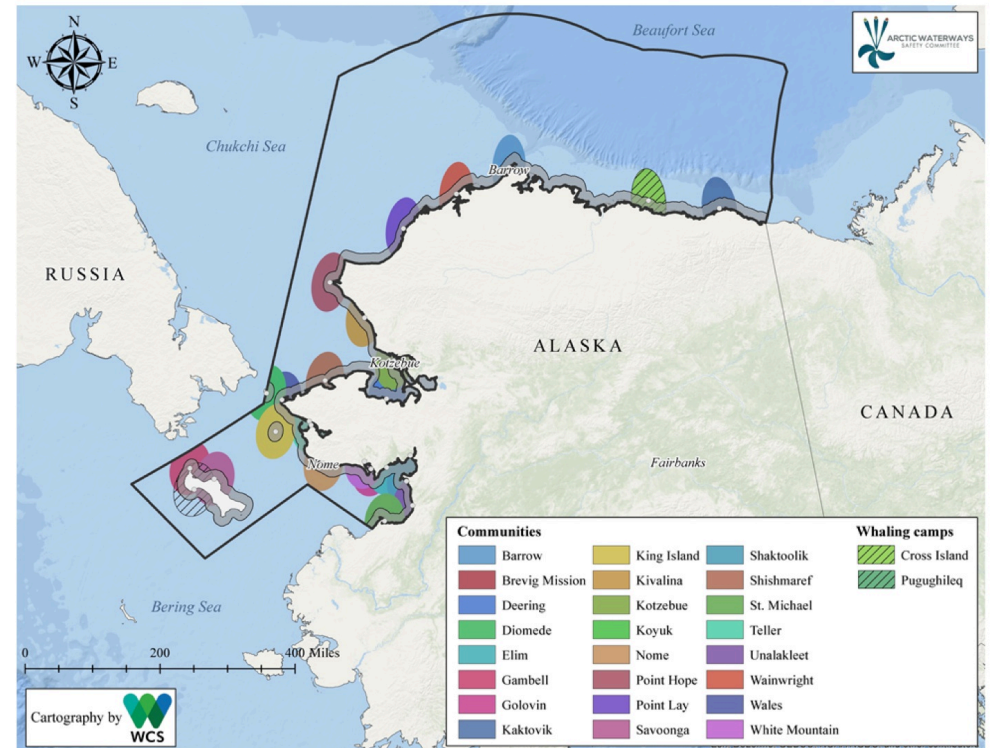 N
W E
S
Beaufort Sea
ARCTIC WATERWAYS
SAFETY COMMITTEE
Chukchi Sea
Barrow
RUSSIA
ALASKA
Kotzebue
CANADA
Nome
Fairbanks
Bering Sea
0 200 400 Miles
Cartography by
WCS
Communities
Barrow
Brevig Mission
Deering
Diomede
Elim
Gambell
Golovin
Kaktovik
King Island
Kivalina
Kotzebue
Koyuk
Nome
Point Hope
Point Lay
Savoonga
Shaktoolik
Shishmaref
St. Michael
Teller
Unalakleet
Wainwright
Wales
White Mountain
Whaling camps
Cross Island
Pugughileq